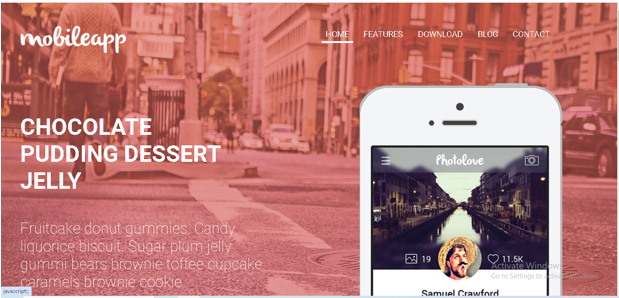 mobileapp
HOME FEATURES DOWNLOAD BLOG CONTACT
CHOCOLATE
PUDDING DESSERT
JELLY
Fruitcake donut gummies. Candy
liquorice biscuit. Sugar plum jelly
gummi bears brownie toffee cupcake
caramels brownie cookie
Photolove
19 11.5K
Samuel Crawford
Activate Windows
Go to Settings to activate Windows.
javascript:;